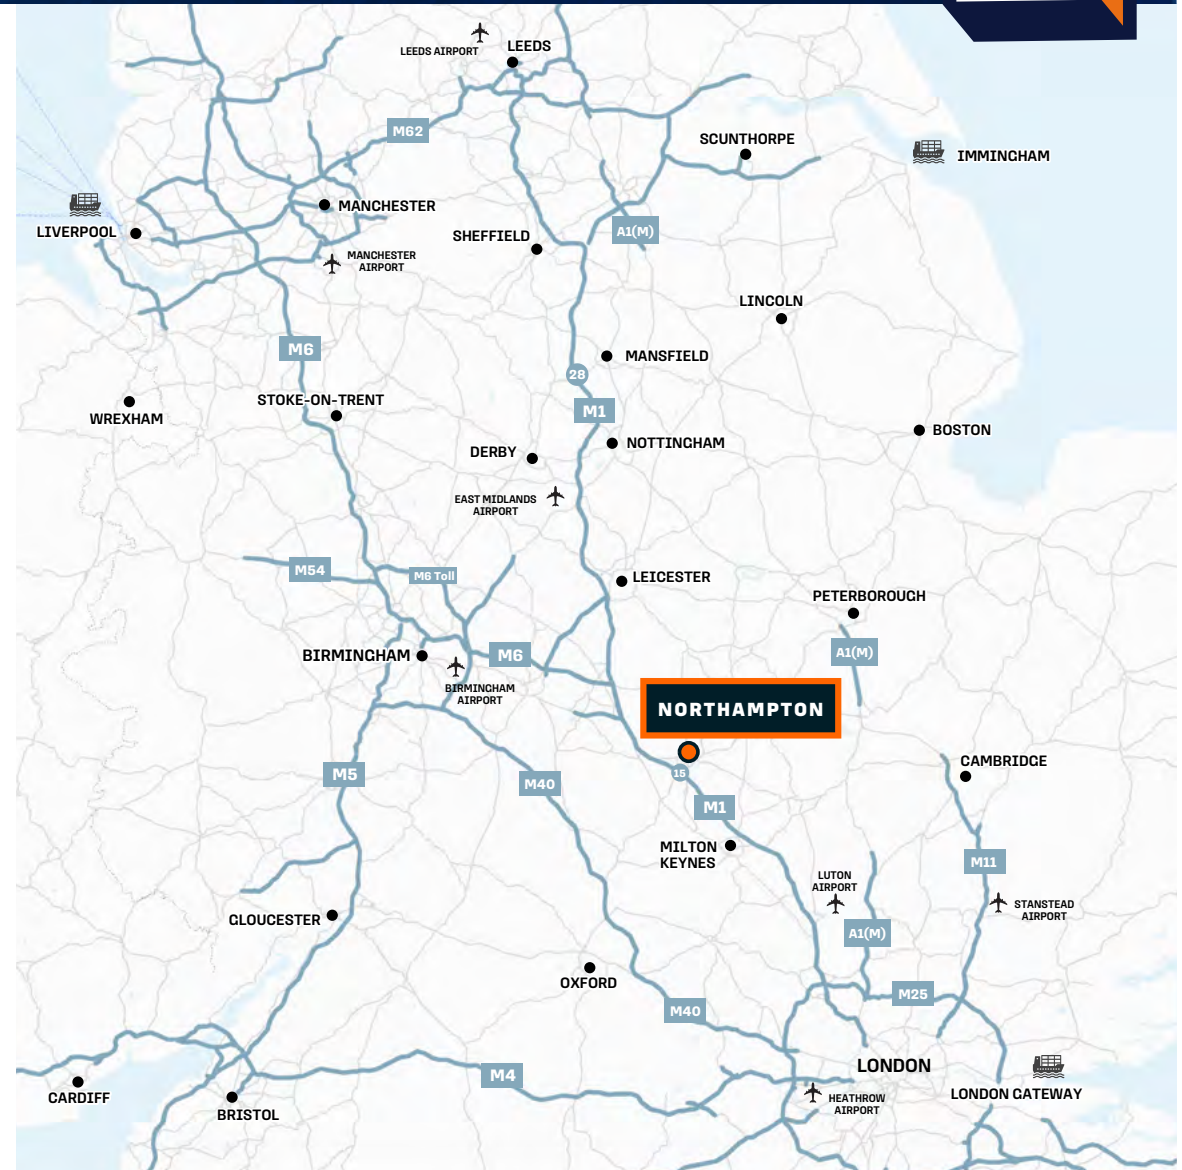 LEEDS
LEEDS AIRPORT
M62
SCUNTHORPE
IMMINGHAM
MANCHESTER
LIVERPOOL
A1(M)
SHEFFIELD
MANCHESTER
AIRPORT
LINCOLN
M6
MANSFIELD
28
STOKE-ON-TRENT
M1
WREXHAM
BOSTON
NOTTINGHAM
DERBY
EAST MIDLANDS
AIRPORT
M54
M6 Toll
LEICESTER
PETERBOROUGH
BIRMINGHAM
M6
A1(M)
BIRMINGHAM
AIRPORT
NORTHAMPTON
CAMBRIDGE
15
M5
M40
M1
MILTON
KEYNES
M11
LUTON
AIRPORT
STANSTEAD
AIRPORT
GLOUCESTER
A1(M)
OXFORD
M25
M40
LONDON
M4
LONDON GATEWAY
CARDIFF
HEATHROW
AIRPORT
BRISTOL